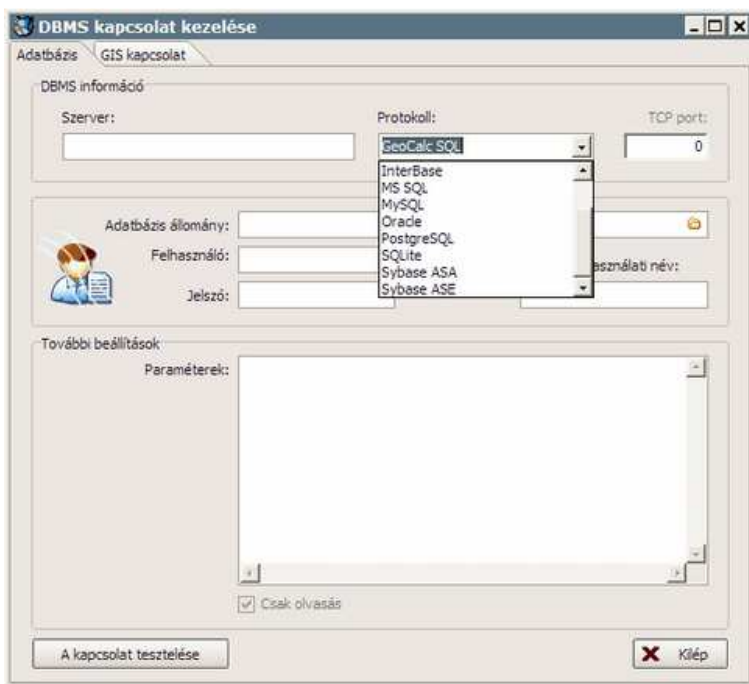 DBMS kapcsolat kezelése
Adatbázis GIS kapcsolat
DBMS információ
Szerver: Protokoll: TCP port:
GeoCalc SQL 0
InterBase
MS SQL
MySQL
Oracle
PostgreSQL
SQLite
Sybase ASA
Sybase ASE
Adatbázis állomány:
Felhasználó:
név:
Jelszó:
További beállítások
Paraméterek:
Csak olvasás
A kapcsolat tesztelése Kilép